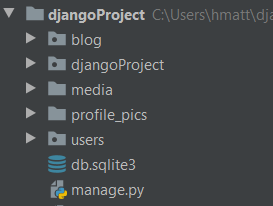 djangoProject C:\Users\hmatt\dja
blog
djangoProject
media
profile_pics
users
db.sqlite3
manage.py